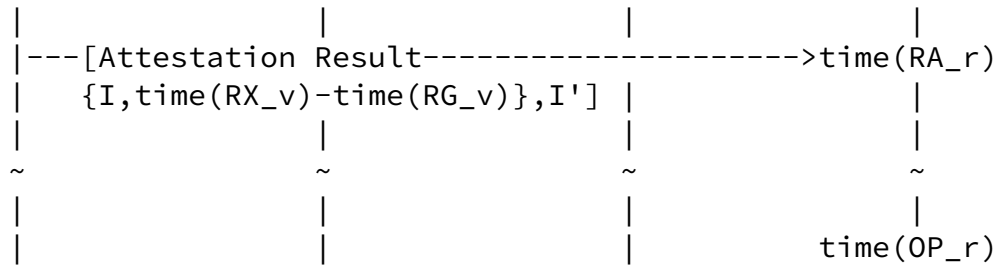 |                   |                   |                  |
|---[Attestation Result--------------------->time(RA_r)
|   {I,time(RX_v)-time(RG_v)},I'] |                  |
|                   |                   |                  |
~                   ~                   ~                  ~
|                   |                   |                  |
|                   |                   |            time(OP_r)